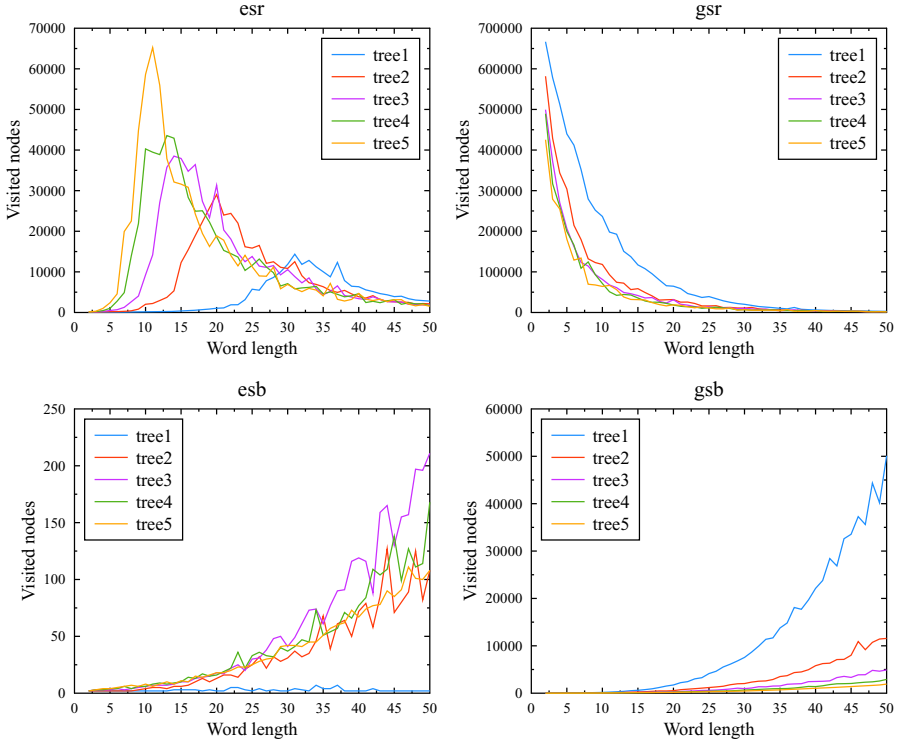 esr
Visited nodes
70000
60000
50000
40000
30000
20000
10000
0
tree1
tree2
tree3
tree4
tree5
0 5 10 15 20 25 30 35 40 45 50
Word length
gsr
Visited nodes
700000
600000
500000
400000
300000
200000
100000
0
tree1
tree2
tree3
tree4
tree5
0 5 10 15 20 25 30 35 40 45 50
Word length
esb
Visited nodes
250
200
150
100
50
0
tree1
tree2
tree3
tree4
tree5
0 5 10 15 20 25 30 35 40 45 50
Word length
gsb
Visited nodes
60000
50000
40000
30000
20000
10000
0
tree1
tree2
tree3
tree4
tree5
0 5 10 15 20 25 30 35 40 45 50
Word length